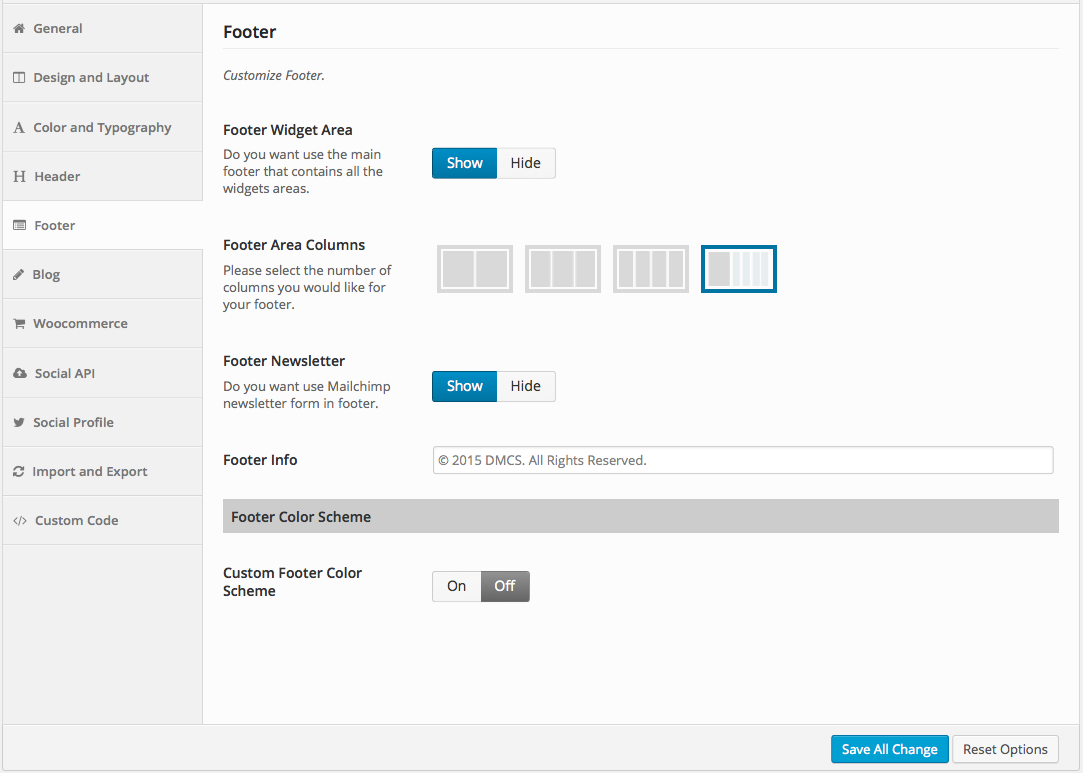 General
Design and Layout
Color and Typography
Header
Footer
Blog
Woocommerce
Social API
Social Profile
Import and Export
Custom Code
Footer
Customize Footer.
Footer Widget Area
Do you want use the main
footer that contains all the
widgets areas.
Show Hide
Footer Area Columns
Please select the number of
columns you would like for
your footer.
Footer Newsletter
Do you want use Mailchimp
newsletter form in footer.
Show Hide
Footer Info
© 2015 DMCS. All Rights Reserved.
Footer Color Scheme
Custom Footer Color
Scheme
On Off
Save All Change Reset Options